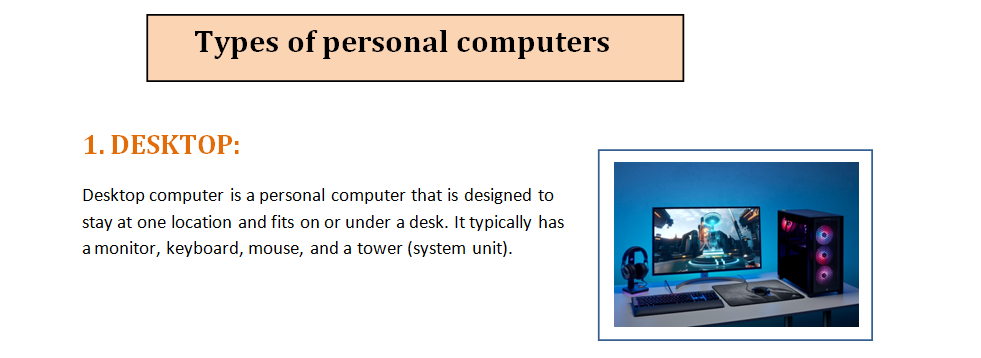 Types of personal computers
1. DESKTOP:
Desktop computer is a personal computer that is designed to
stay at one location and fits on or under a desk. It typically has
a monitor, keyboard, mouse, and a tower (system unit).